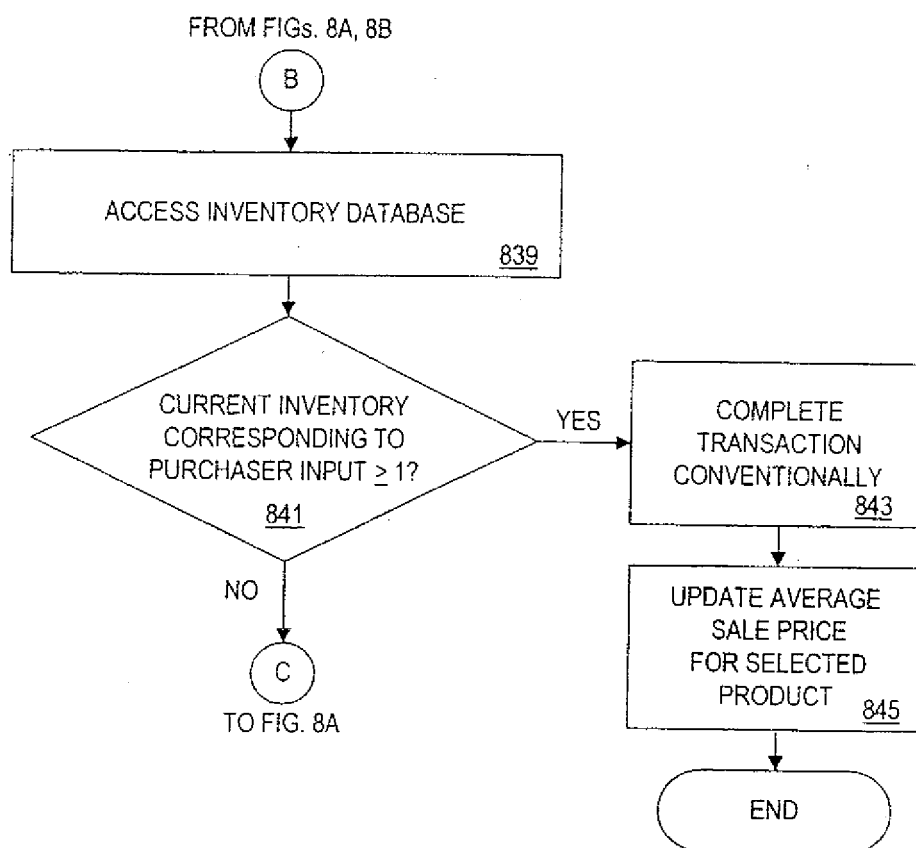 FROM FIGs. 8A, 8B
B
ACCESS INVENTORY DATABASE
839
CURRENT INVENTORY
CORRESPONDING TO
PURCHASER INPUT ≥ 1?
841
YES
COMPLETE
TRANSACTION
CONVENTIONALLY
843
NO
UPDATE AVERAGE
SALE PRICE
FOR SELECTED
PRODUCT
845
C
TO FIG. 8A
END